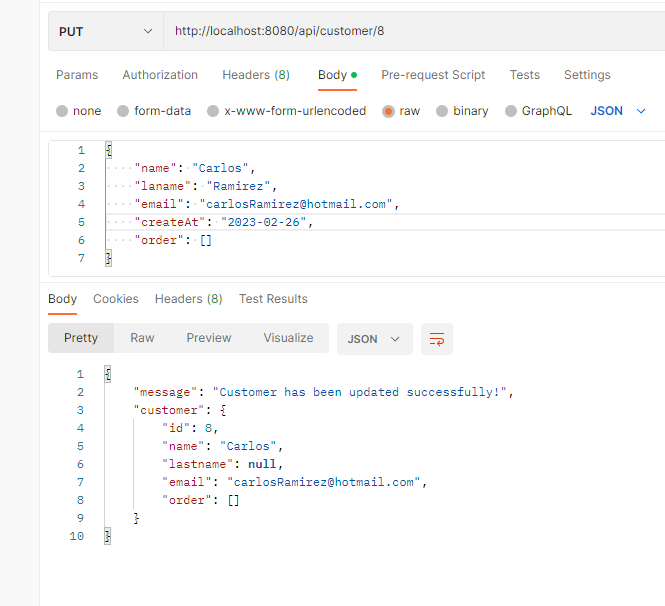 PUT http://localhost:8080/api/customer/8
Params Authorization Headers (8) Body Pre-request Script Tests Settings
none form-data x-www-form-urlencoded raw binary GraphQL JSON
1 {
2 "name": "Carlos",
3 "laname": "Ramirez",
4 "email": "carlosRamirez@hotmail.com",
5 "createAt": "2023-02-26",
6 "order": []
7 }
Body Cookies Headers (8) Test Results
Pretty Raw Preview Visualize JSON
1 {
2 "message": "Customer has been updated successfully!",
3 "customer": {
4 "id": 8,
5 "name": "Carlos",
6 "lastname": null,
7 "email": "carlosRamirez@hotmail.com",
8 "order": []
9 }
10 }